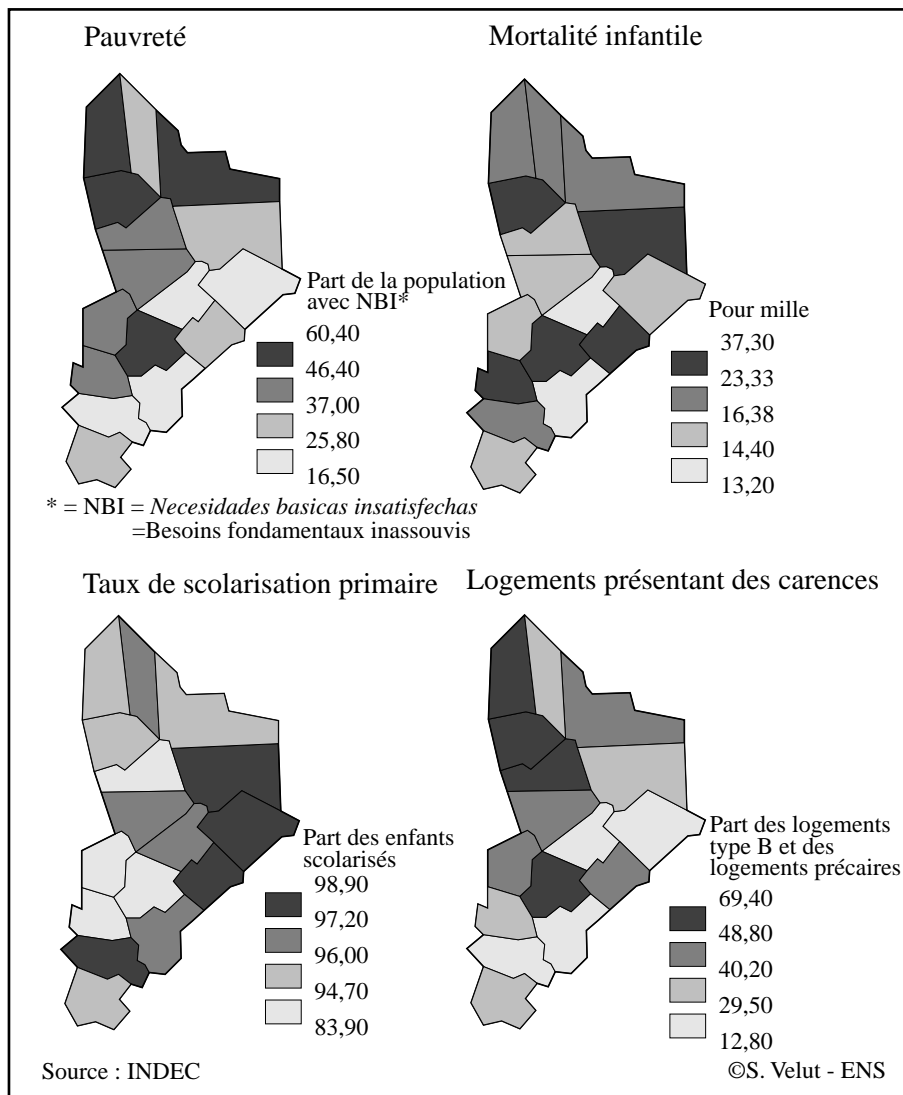 Pauvreté
Mortalité infantile
Part de la population
avec NBI*
60,40
46,40
37,00
25,80
16,50
Pour mille
37,30
23,33
16,38
14,40
13,20
* = NBI = Necesidades basicas insatisfechas
=Besoins fondamentaux inassouvis
Taux de scolarisation primaire
Logements présentant des carences
Part des enfants
scolarisés
98,90
97,20
96,00
94,70
83,90
Part des logements
type B et des
logements précaires
69,40
48,80
40,20
29,50
12,80
Source : INDEC
©S. Velut - ENS